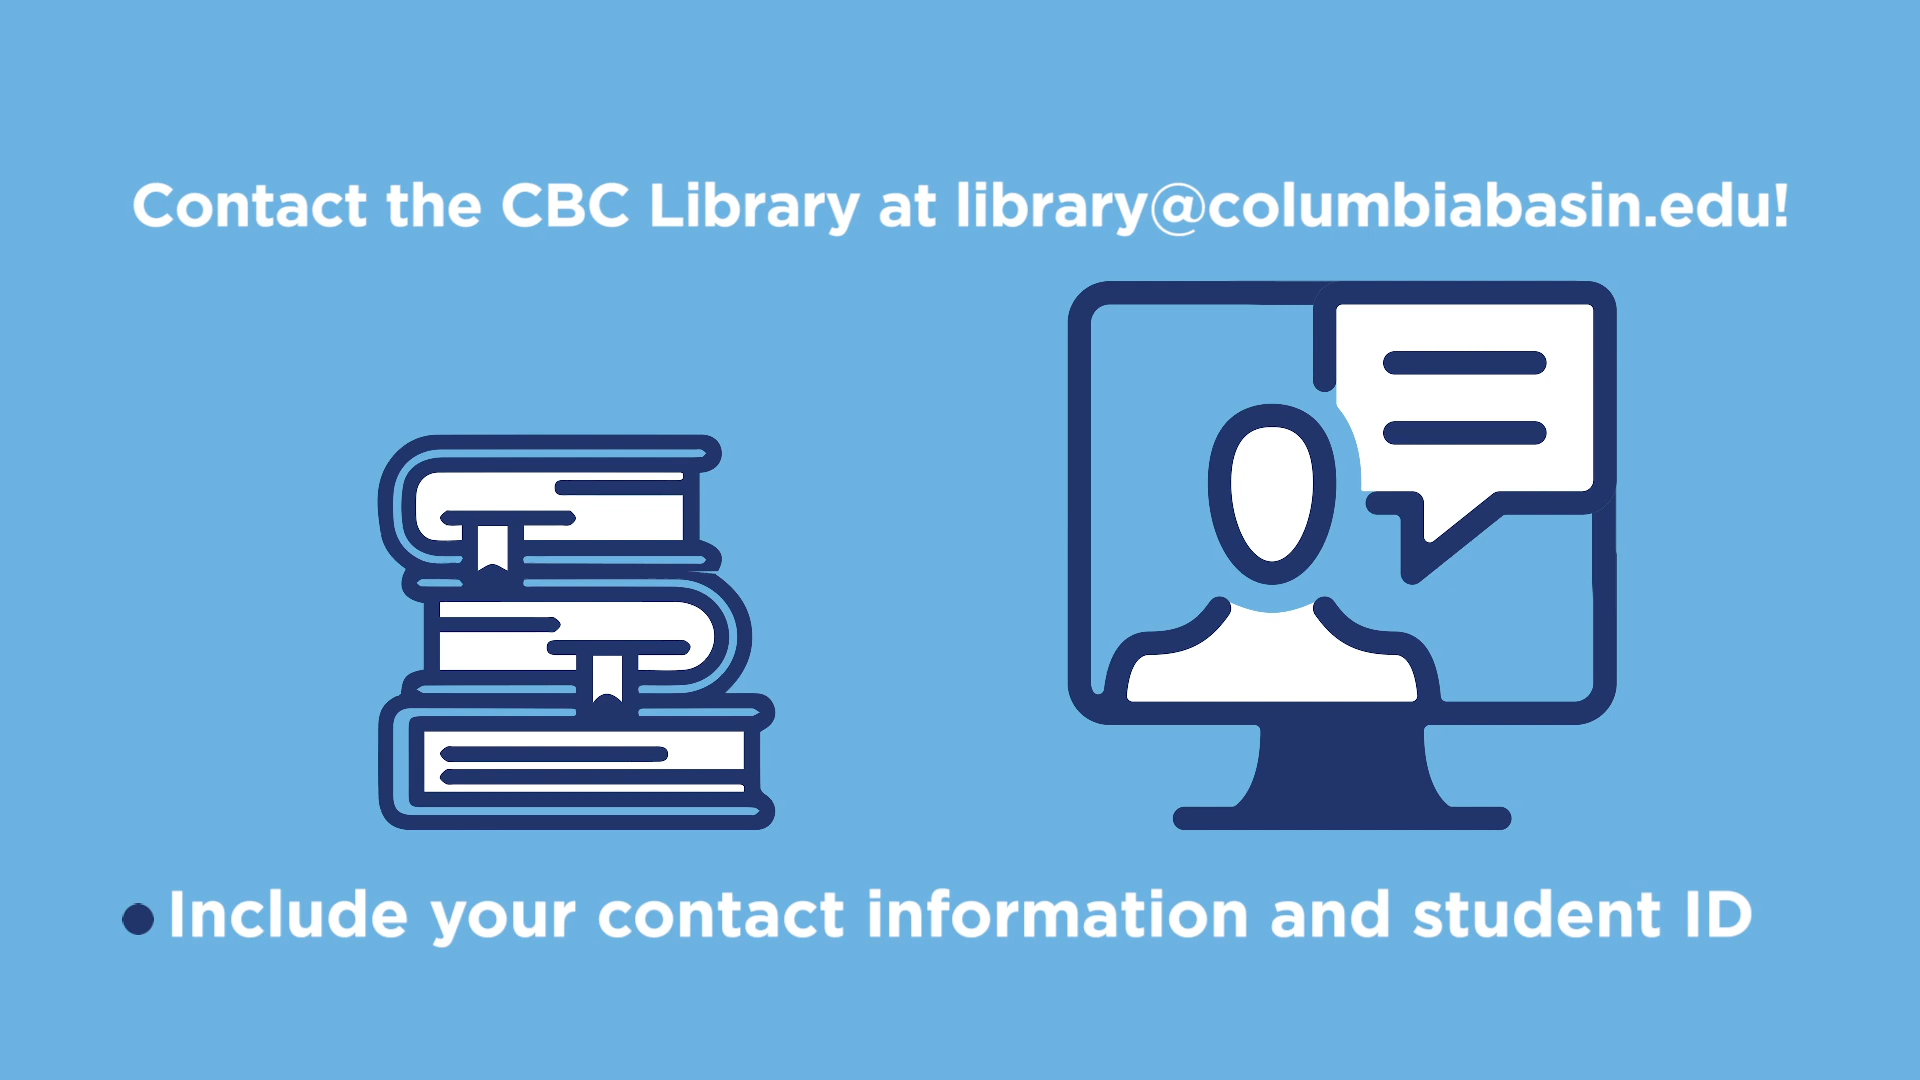 Contact the CBC Library at library@columbiabasin.edu!
• Include your contact information and student ID